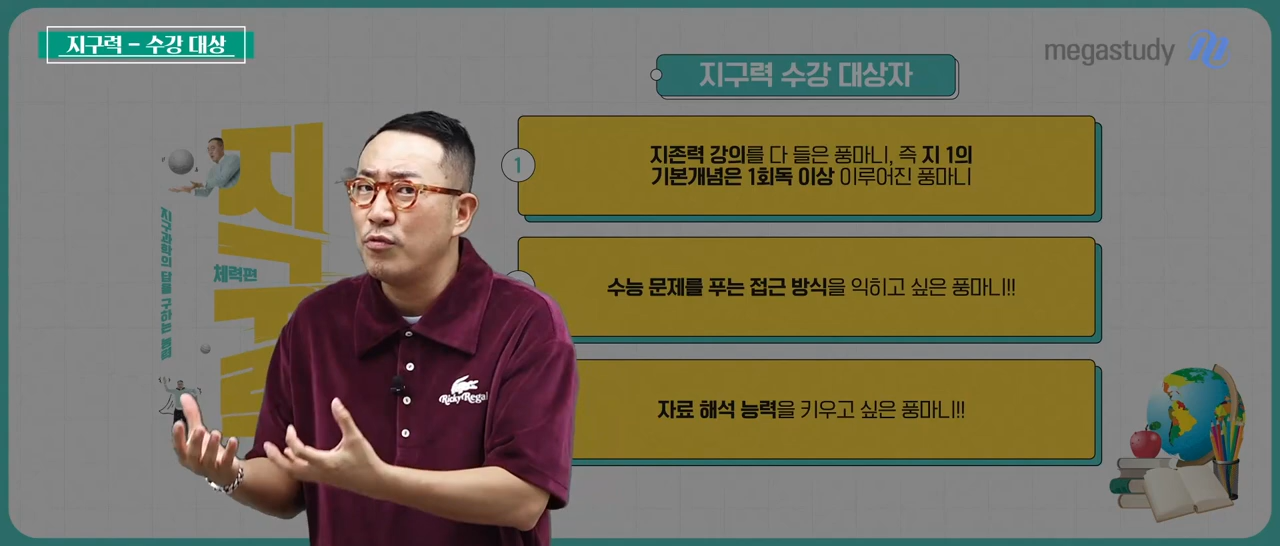 지구력 - 수강 대상
megastudy
지구력 수강 대상자
1
지존력 강의를 다 들은 풍마니, 즉 지 1의
기본개념은 1회독 이상 이루어진 풍마니
수능 문제를 푸는 접근 방식을 익히고 싶은 풍마니!!
자료 해석 능력을 키우고 싶은 풍마니!!
체력편
RickyRegal